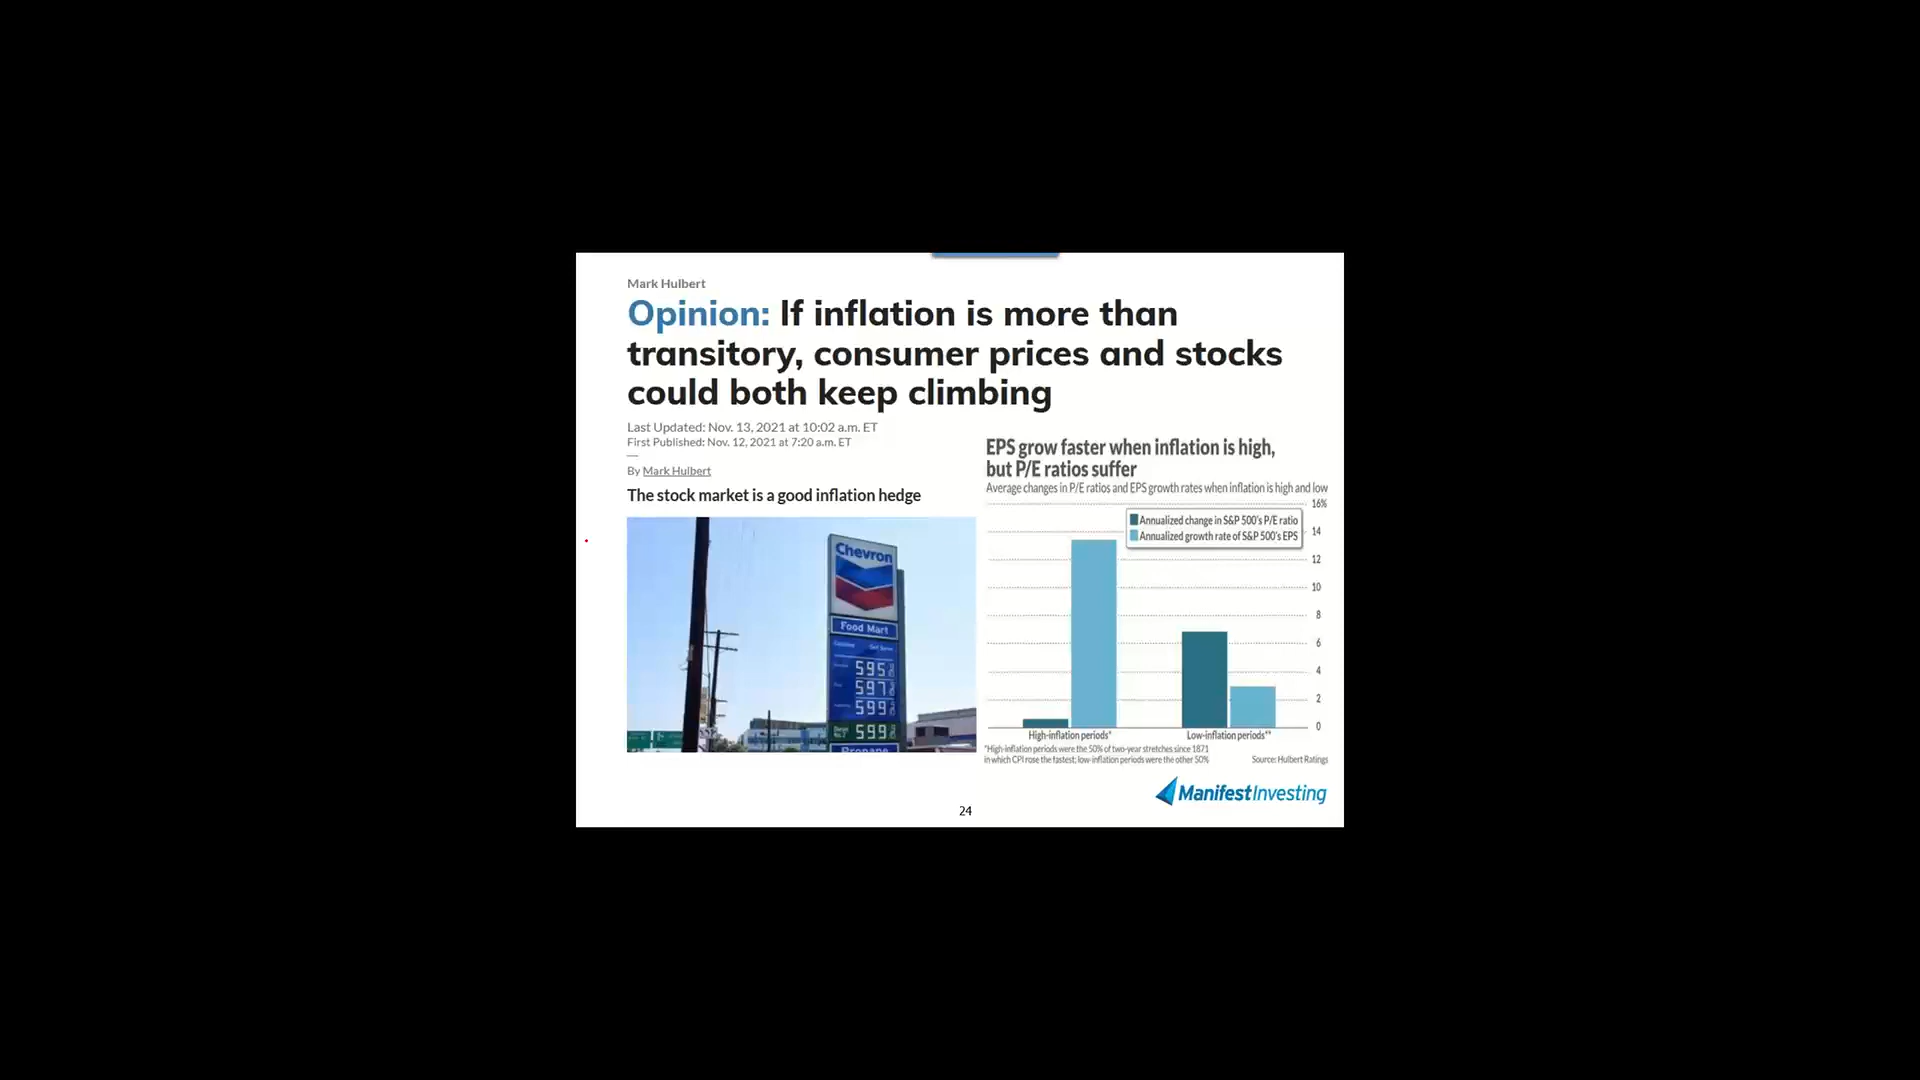 Mark Hulbert
Opinion: If inflation is more than
transitory, consumer prices and stocks
could both keep climbing
Last Updated: Nov. 13, 2021 at 10:02 a.m. ET
First Published: Nov. 12, 2021 at 7:20 a.m. ET
By Mark Hulbert
The stock market is a good inflation hedge
Chevron
Food Mart
595
597
599
599
Propane
EPS grow faster when inflation is high,
but P/E ratios suffer
Average changes in P/E ratios and EPS growth rates when inflation is high and low
16%
Annualized change in S&P 500's P/E ratio
Annualized growth rate of S&P 500's EPS
14
12
10
8
6
4
2
0
High-inflation periods*
Low-inflation periods**
*High-inflation periods were the 50% of two-year stretches since 1871
in which CPI rose the fastest; low-inflation periods were the other 50%
Source: Hulbert Ratings
ManifestInvesting
24